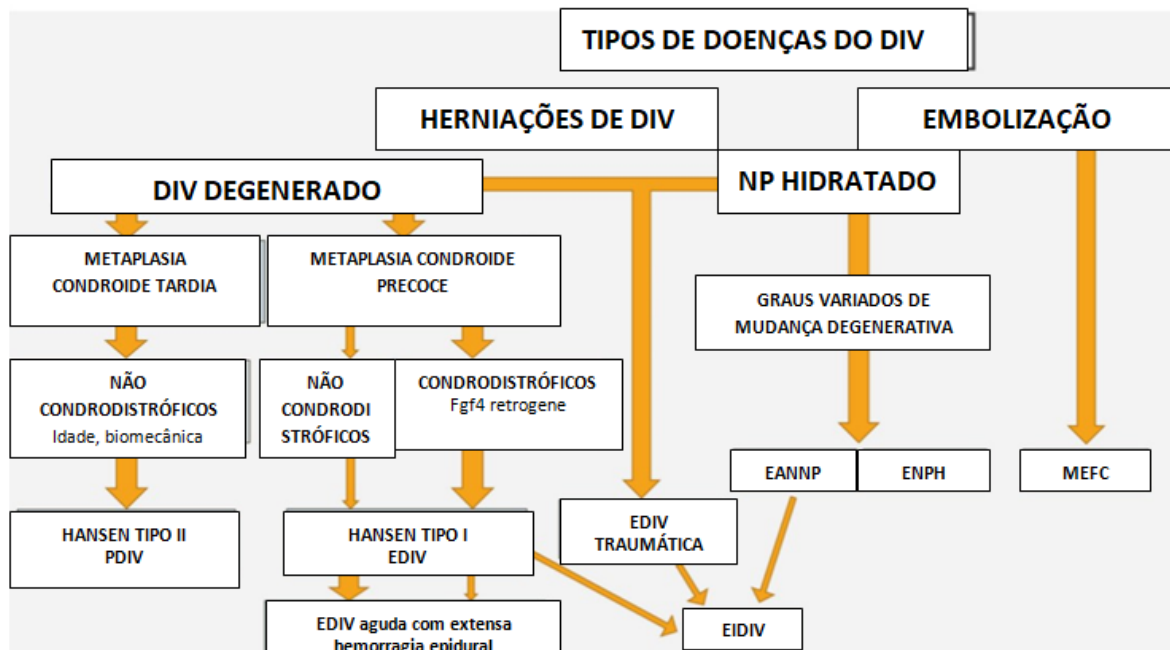 TIPOS DE DOENÇAS DO DIV
HERNIAÇÕES DE DIV
EMBOLIZAÇÃO
DIV DEGENERADO
NP HIDRATADO
METAPLASIA
CONDROIDE TARDIA
METAPLASIA CONDROIDE
PRECOCE
GRAUS VARIADOS DE
MUDANÇA DEGENERATIVA
NÃO
CONDRODISTRÓFICOS
Idade, biomecânica
NÃO
CONDRODI
STRÓFICOS
CONDRODISTRÓFICOS
Fgf4 retrogene
EANNP
ENPH
MEFC
HANSEN TIPO II
PDIV
HANSEN TIPO I
EDIV
EDIV
TRAUMÁTICA
EDIV aguda com extensa
hemorragia epidural
EIDIV